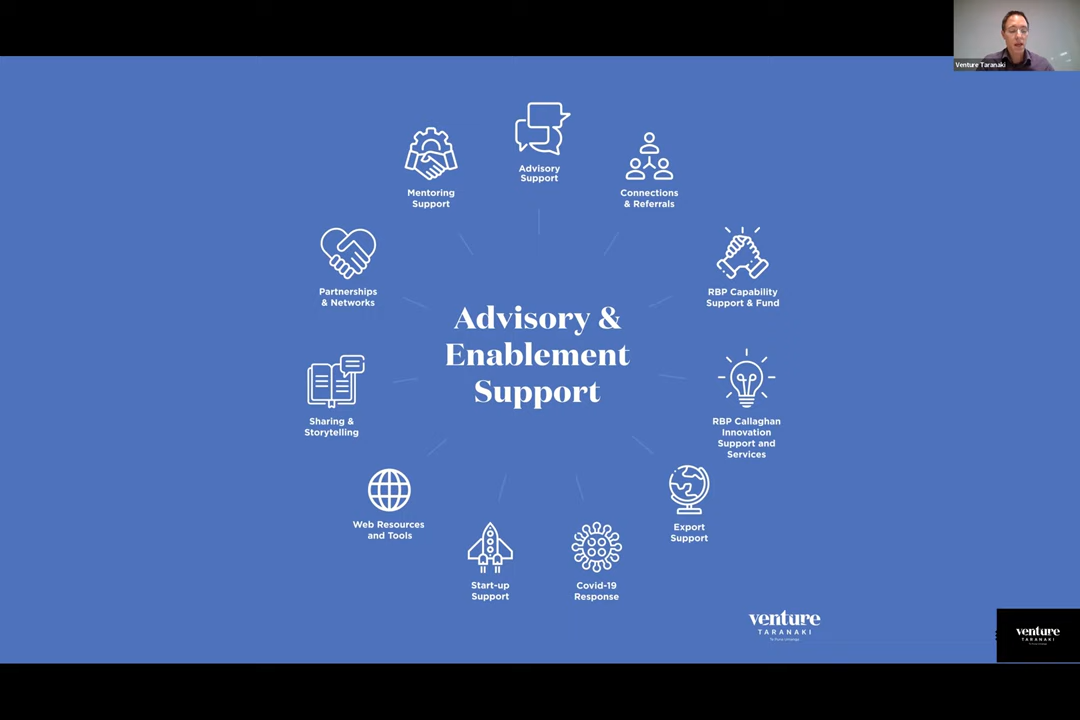 Venture Taranaki
Advisory
Support
Mentoring
Support
Connections
& Referrals
Partnerships
& Networks
RBP Capability
Support & Fund
Advisory &
Enablement
Support
Sharing &
Storytelling
RBP Callaghan
Innovation
Support and
Services
Web Resources
and Tools
Export
Support
Start-up
Support
Covid-19
Response
venture
TARANAKI
venture
TARANAKI